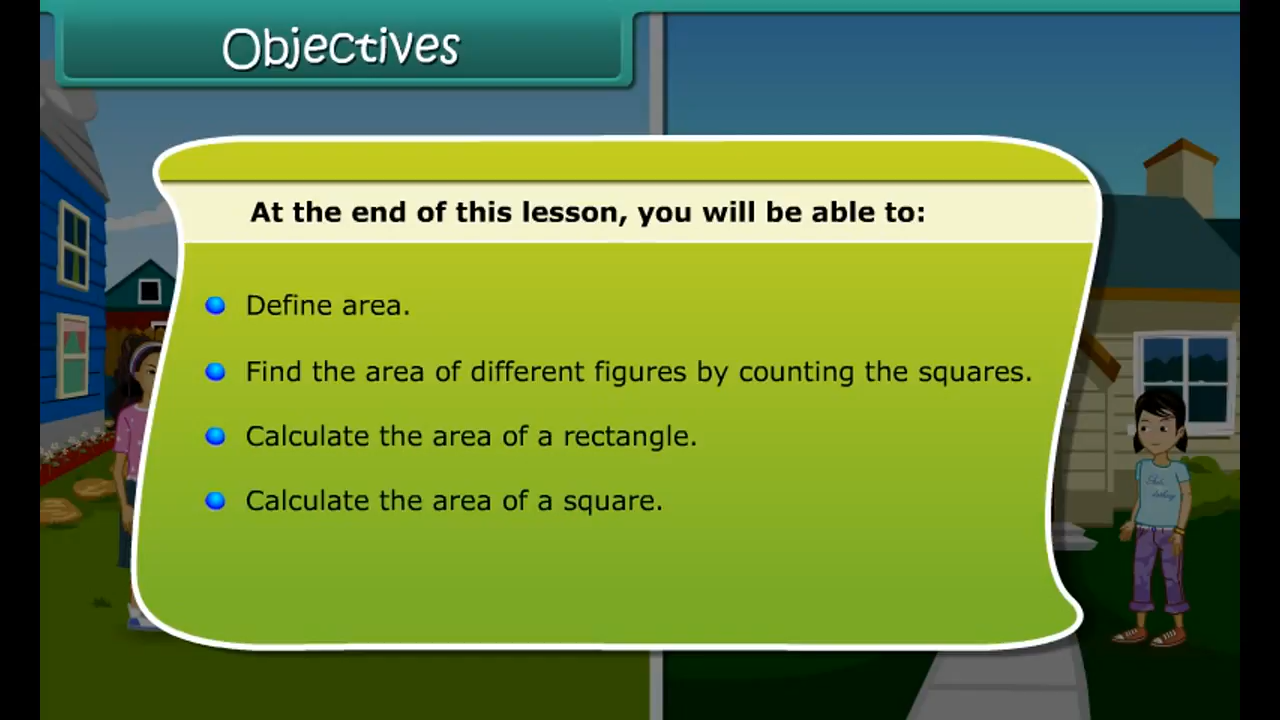 Objectives
At the end of this lesson, you will be able to:
Define area.
Find the area of different figures by counting the squares.
Calculate the area of a rectangle.
Calculate the area of a square.